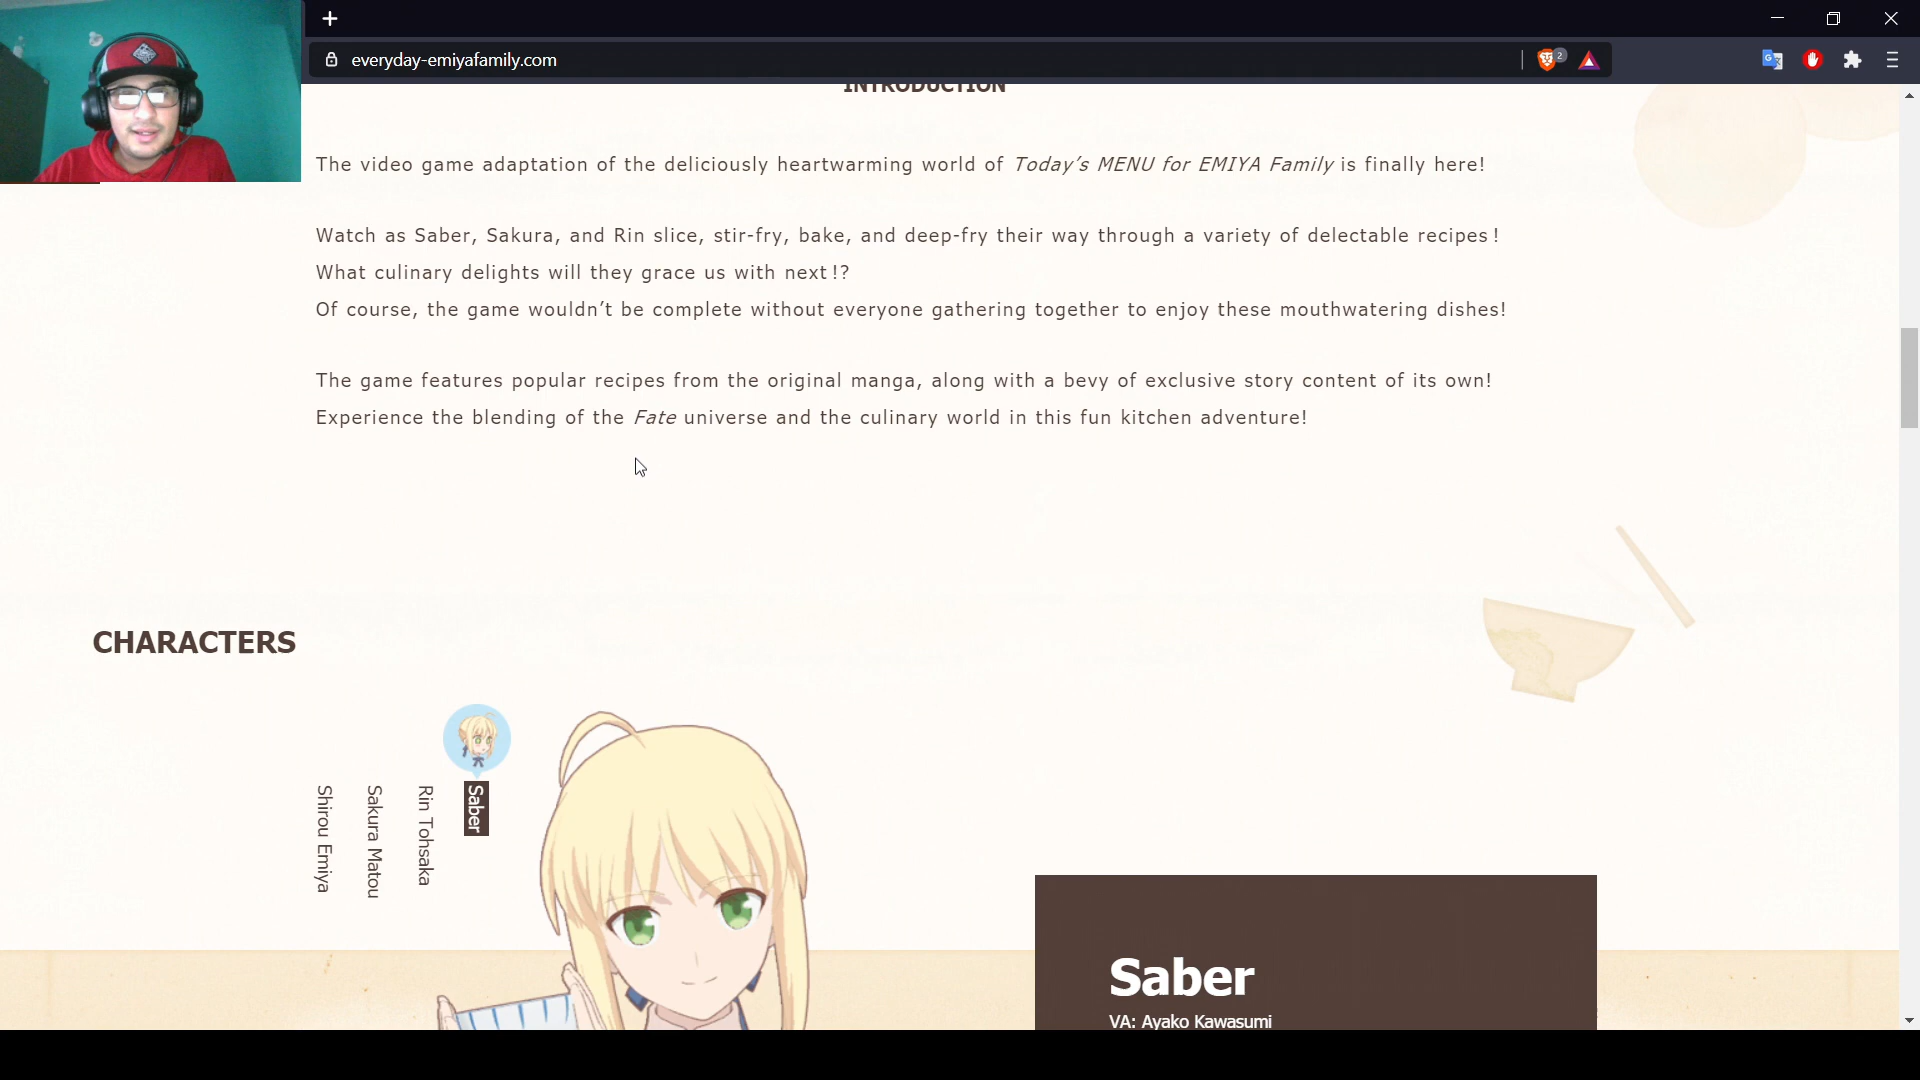 everyday-emiyafamily.com
2
INTRODUCTION
The video game adaptation of the deliciously heartwarming world of Today's MENU for EMIYA Family is finally here!
Watch as Saber, Sakura, and Rin slice, stir-fry, bake, and deep-fry their way through a variety of delectable recipes!
What culinary delights will they grace us with next!?
Of course, the game wouldn't be complete without everyone gathering together to enjoy these mouthwatering dishes!
The game features popular recipes from the original manga, along with a bevy of exclusive story content of its own!
Experience the blending of the Fate universe and the culinary world in this fun kitchen adventure!
CHARACTERS
Saber
Rin Tohsaka
Sakura Matou
Shirou Emiya
Saber
VA: Ayako Kawasumi